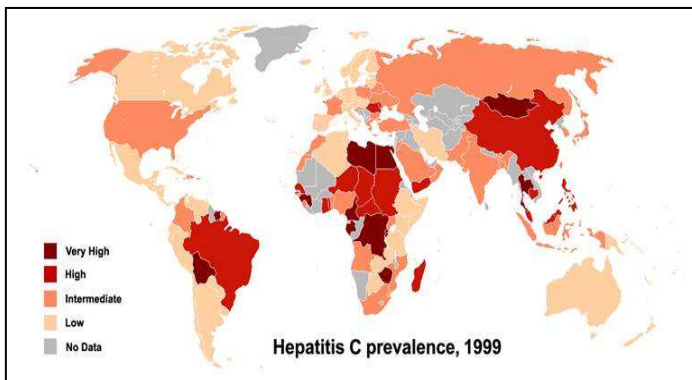 Very High
High
Intermediate
Low
No Data
Hepatitis C prevalence, 1999